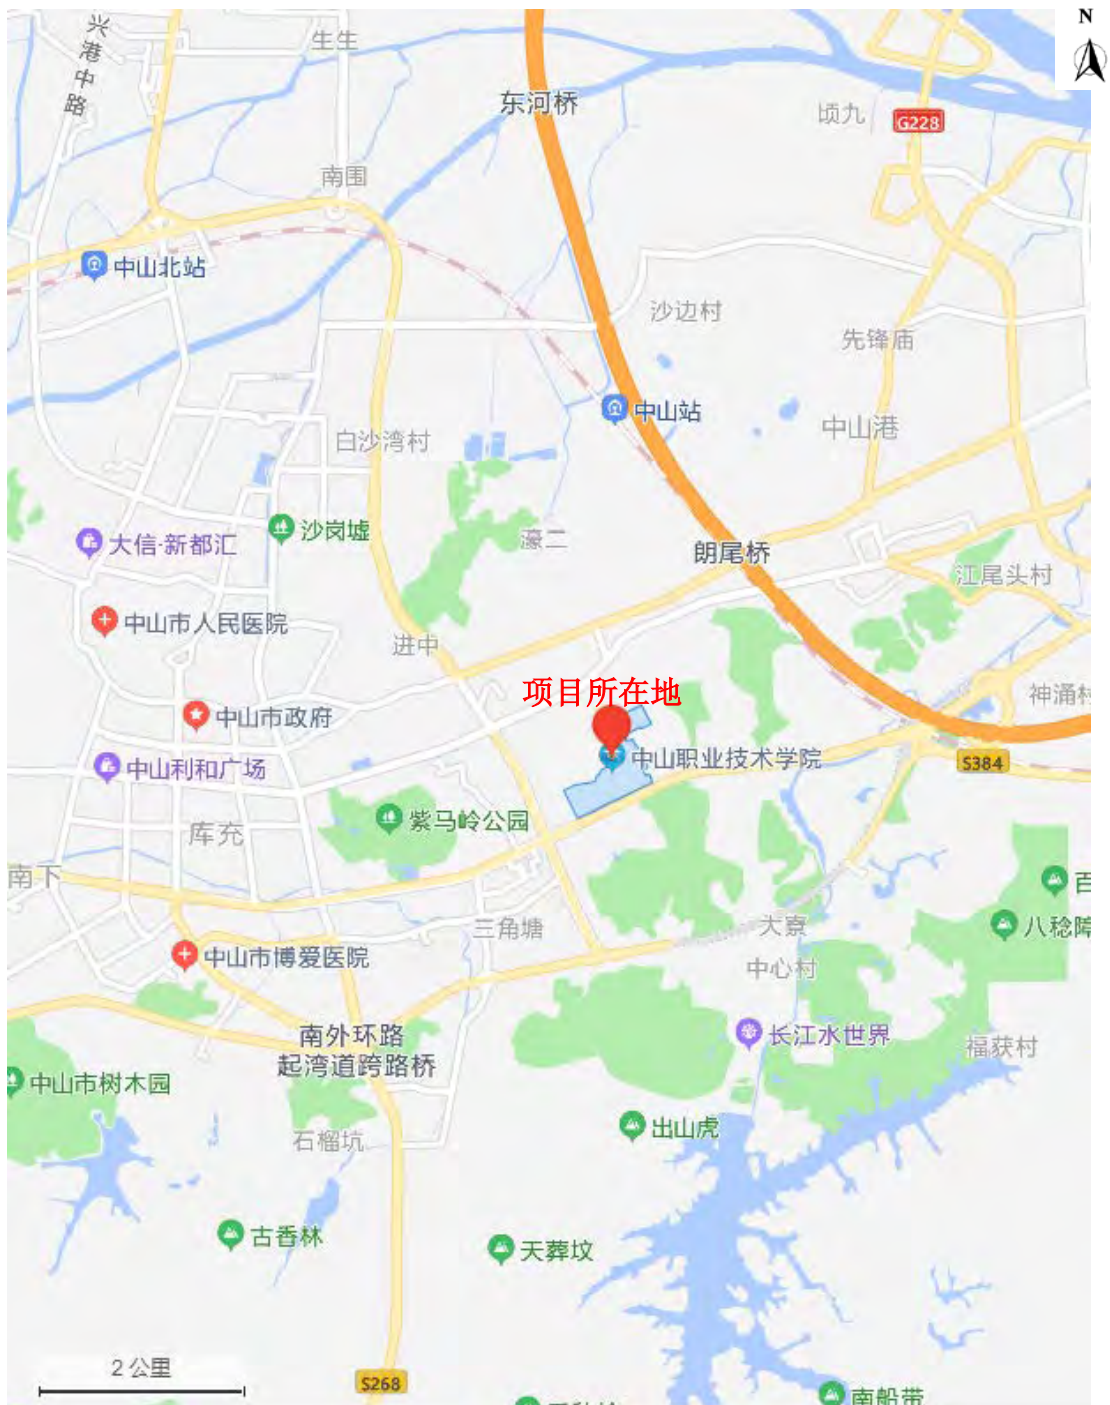 N
兴港中路
生生
东河桥
顷九
G228
南围
中山北站
沙边村
先锋庙
中山站
中山港
白沙湾村
沙岗墟
濠二
大信·新都汇
朗尾桥
江尾头村
中山市人民医院
进中
项目所在地
神涌村
中山市政府
中山职业技术学院
S384
中山利和广场
紫马岭公园
库充
南下
百
三角塘
大寮
八稔障
中山市博爱医院
中心村
南外环路
起湾道跨路桥
长江水世界
福获村
中山市树木园
出山虎
石榴坑
古香林
天葬坟
2 公里
S268
南船带